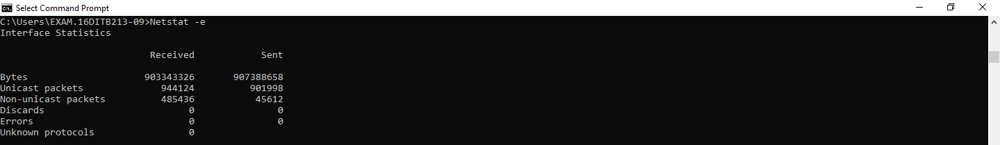 Select Command Prompt
C:\Users\EXAM.16DITB213-09>Netstat -e
Interface Statistics
Received Sent
Bytes 903343326 907388658
Unicast packets 944124 901998
Non-unicast packets 485436 45612
Discards 0 0
Errors 0 0
Unknown protocols 0